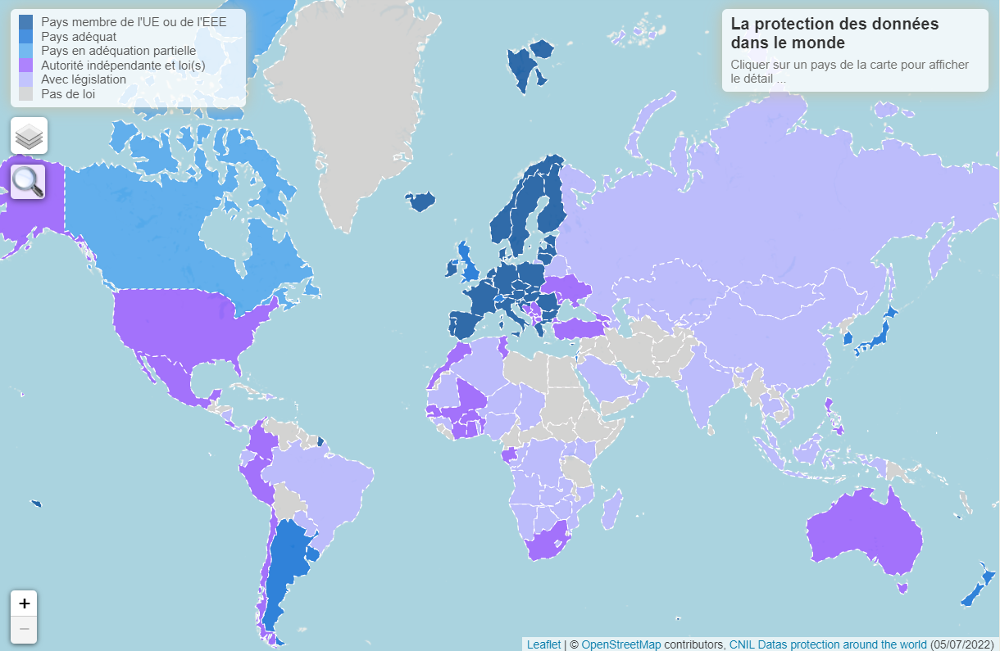 Pays membre de l'UE ou de l'EEE
Pays adéquat
Pays en adéquation partielle
Autorité indépendante et loi(s)
Avec législation
Pas de loi
La protection des données
dans le monde
Cliquer sur un pays de la carte pour afficher
le détail ...
+
−
Leaflet | © OpenStreetMap contributors, CNIL Datas protection around the world (05/07/2022)